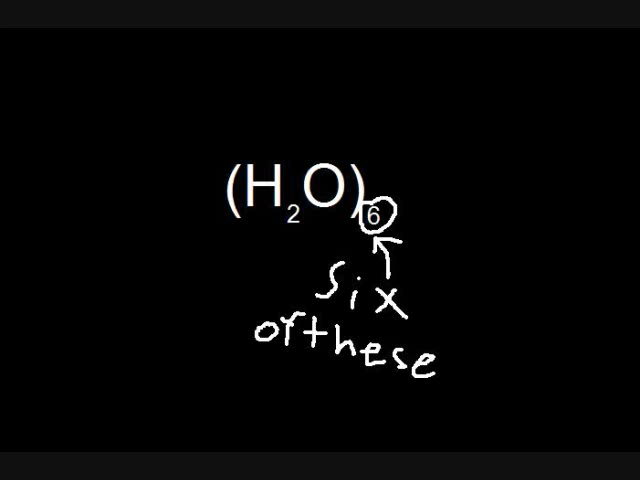 (H₂O)₆
six
of these